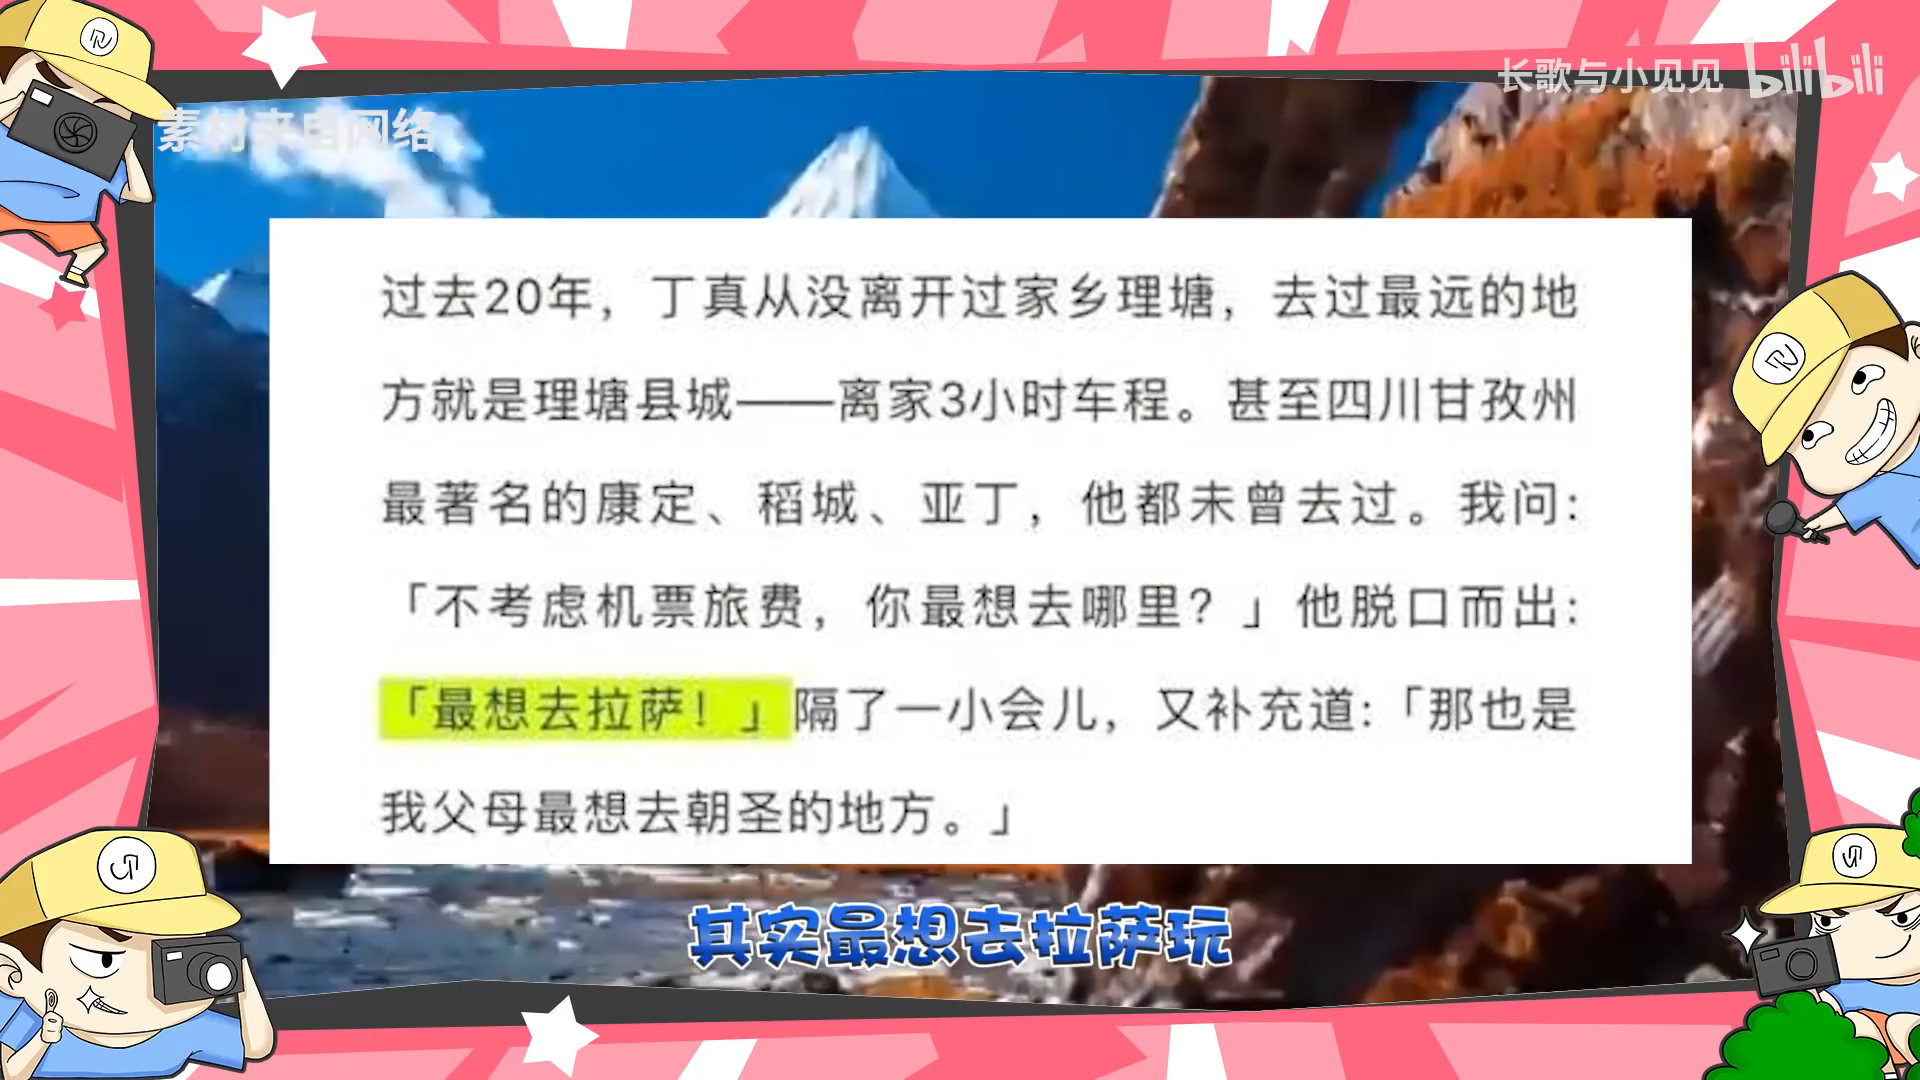 长歌与小见见 bilibili
素材来自网络
过去20年，丁真从没离开过家乡理塘，去过最远的地
方就是理塘县城——离家3小时车程。甚至四川甘孜州
最著名的康定、稻城、亚丁，他都未曾去过。我问：
「不考虑机票旅费，你最想去哪里？」他脱口而出：
「最想去拉萨！」隔了一小会儿，又补充道：「那也是
我父母最想去朝圣的地方。」
其实最想去拉萨玩